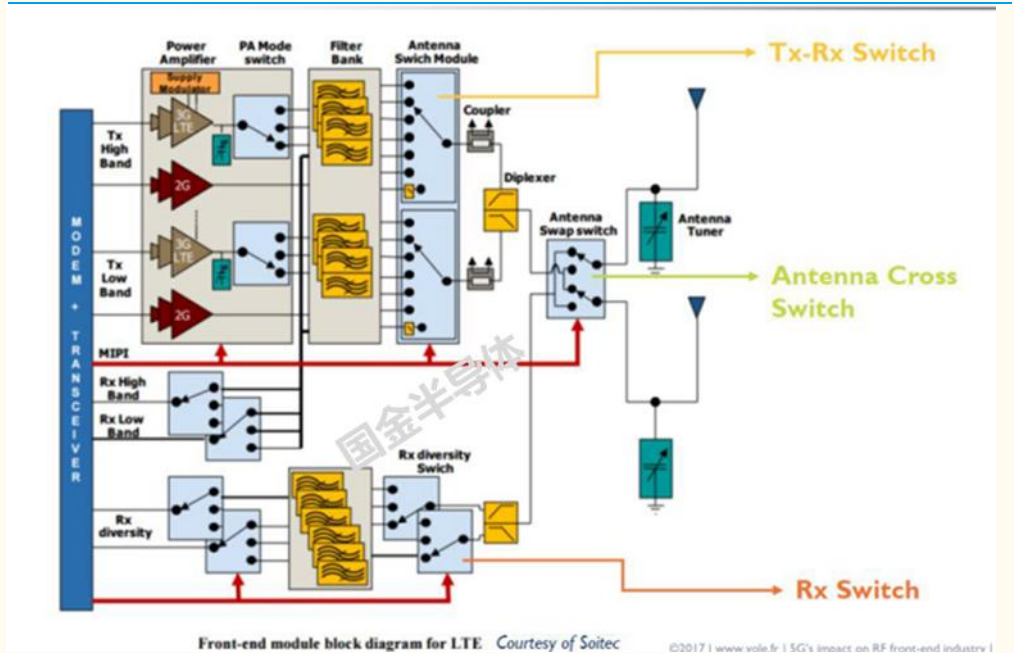 Power
Amplifier
PA Mode
switch
Filter
Bank
Antenna
Swich Module
Tx-Rx Switch
Supply
Modulator
3G
LTE
Coupler
Tx
High
Band
2G
Diplexer
Antenna
Swap switch
Antenna
Tuner
3G
LTE
Tx
Low
Band
Antenna Cross
Switch
2G
MODEM + TRANSCEIVER
MIPI
Rx High
Band
Rx Low
Band
国金半导体
Rx diversity
Swich
Rx
diversity
Rx Switch
Front-end module block diagram for LTE Courtesy of Soitec
©2017 | www.yole.fr | 5G's impact on RF front-end industry |